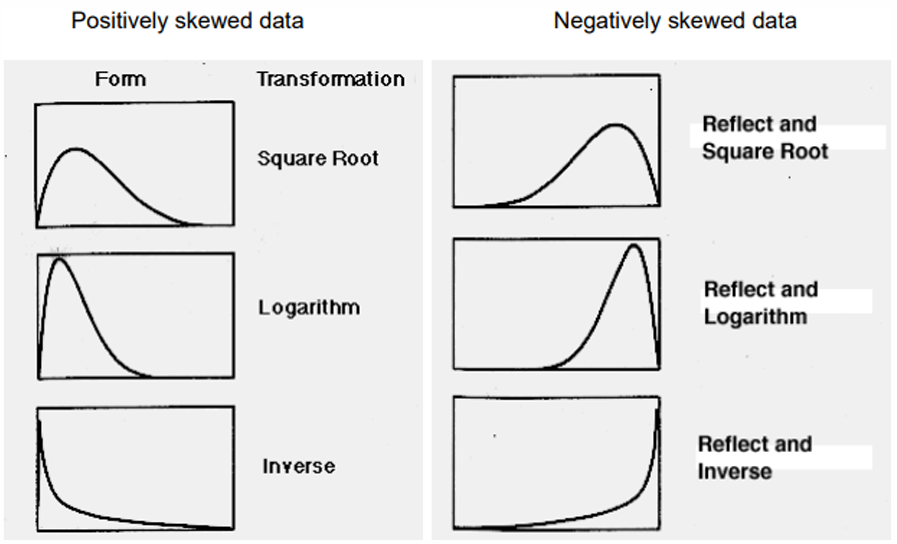 Positively skewed data
Negatively skewed data
Form
Transformation
Square Root
Logarithm
Inverse
Reflect and
Square Root
Reflect and
Logarithm
Reflect and
Inverse